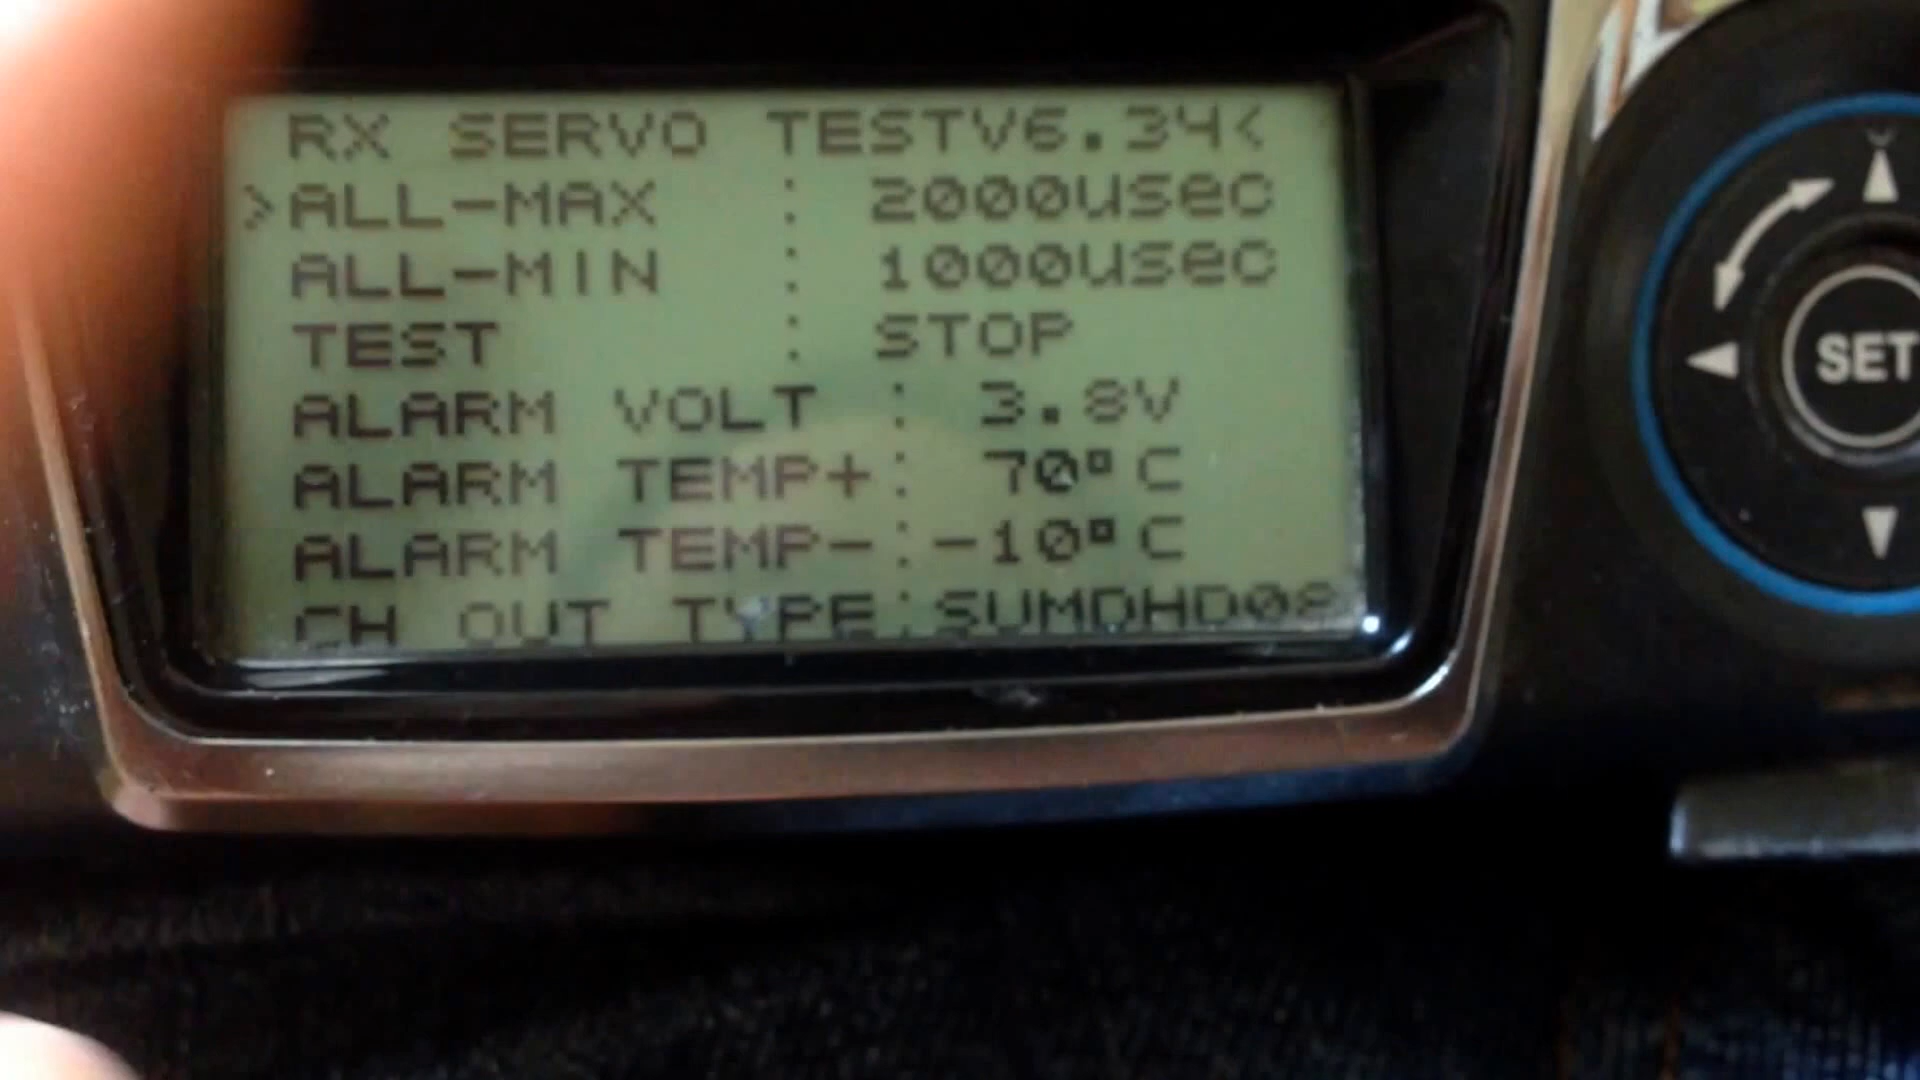 RX SERVO TESTV6.34<
>ALL-MAX : 2000usec
ALL-MIN : 1000usec
TEST : STOP
ALARM VOLT : 3.8V
ALARM TEMP+: 70°C
ALARM TEMP-:-10°C
CH OUT TYPE:SUMDHD08
SET